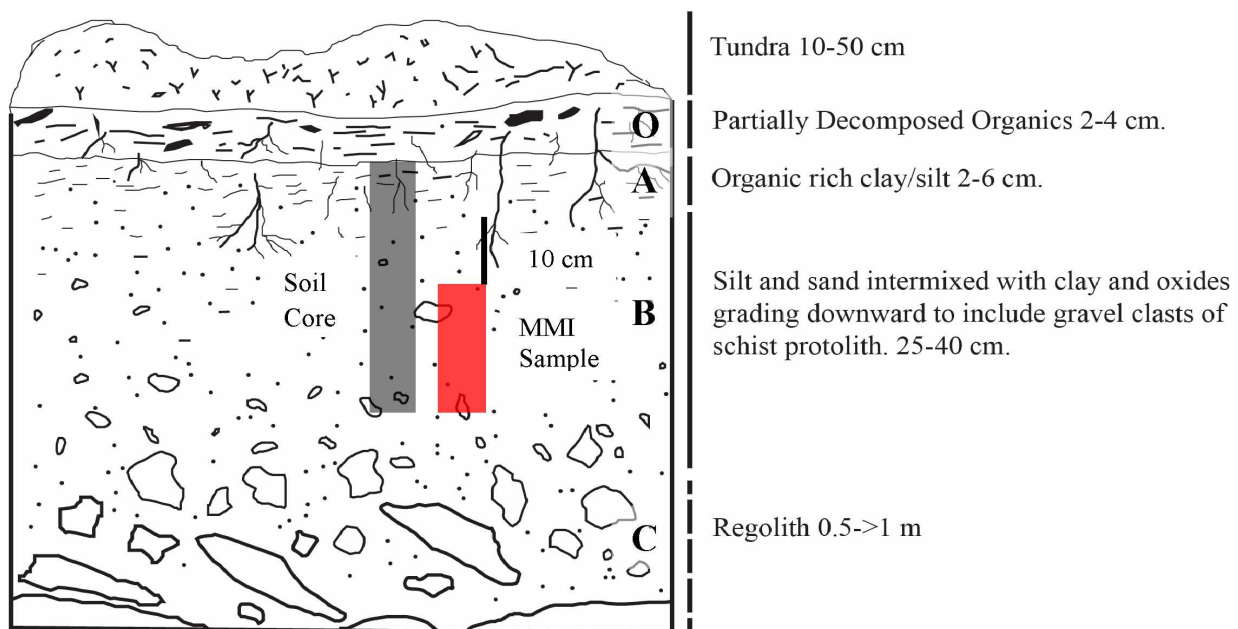 Tundra 10-50 cm
O
Partially Decomposed Organics 2-4 cm.
A
Organic rich clay/silt 2-6 cm.
10 cm
Soil
Core
B
MMI
Sample
Silt and sand intermixed with clay and oxides
grading downward to include gravel clasts of
schist protolith. 25-40 cm.
C
Regolith 0.5->1 m